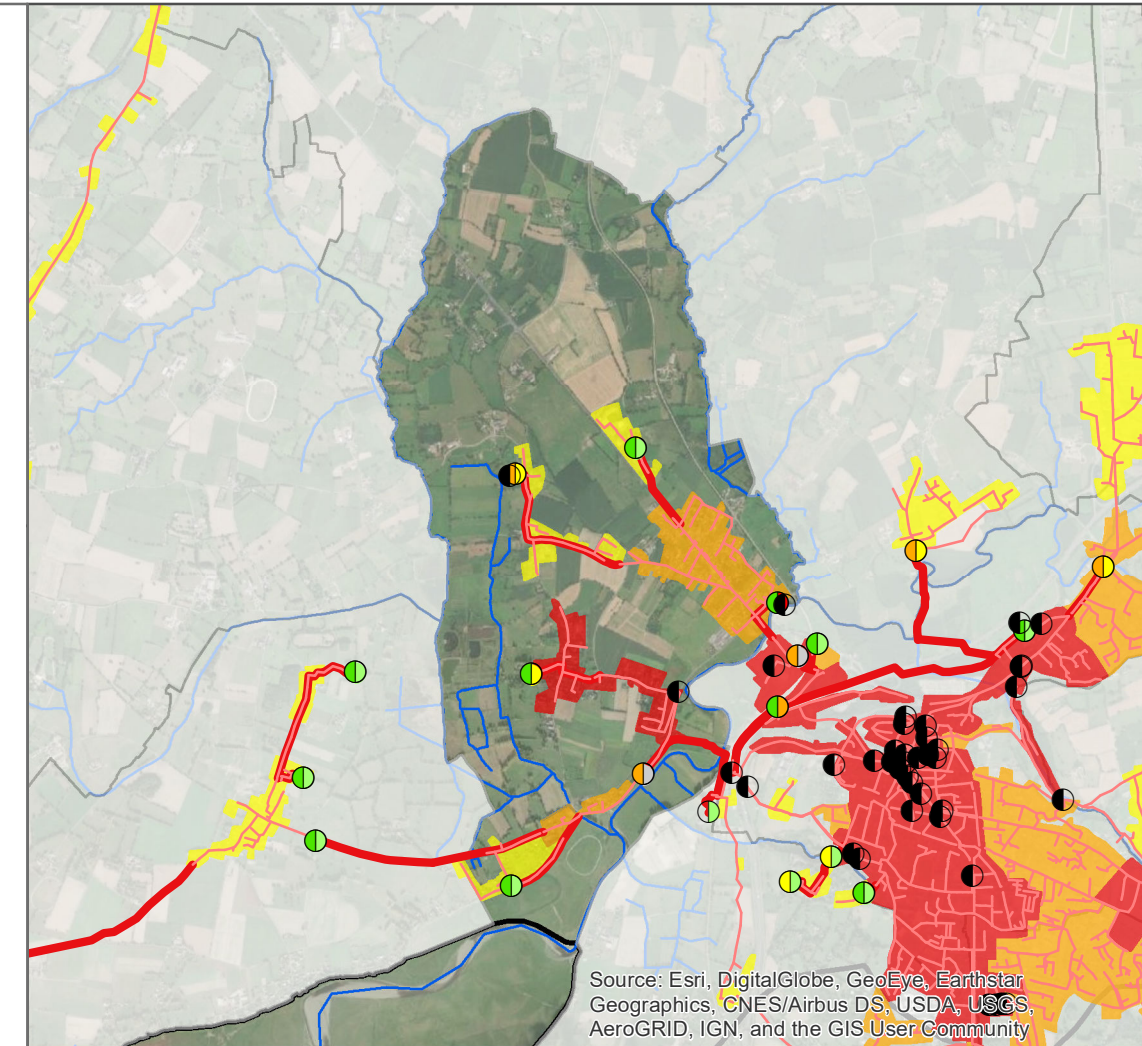 Source: Esri, DigitalGlobe, GeoEye, Earthstar
Geographics, CNES/Airbus DS, USDA, USGS,
AeroGRID, IGN, and the GIS User Community